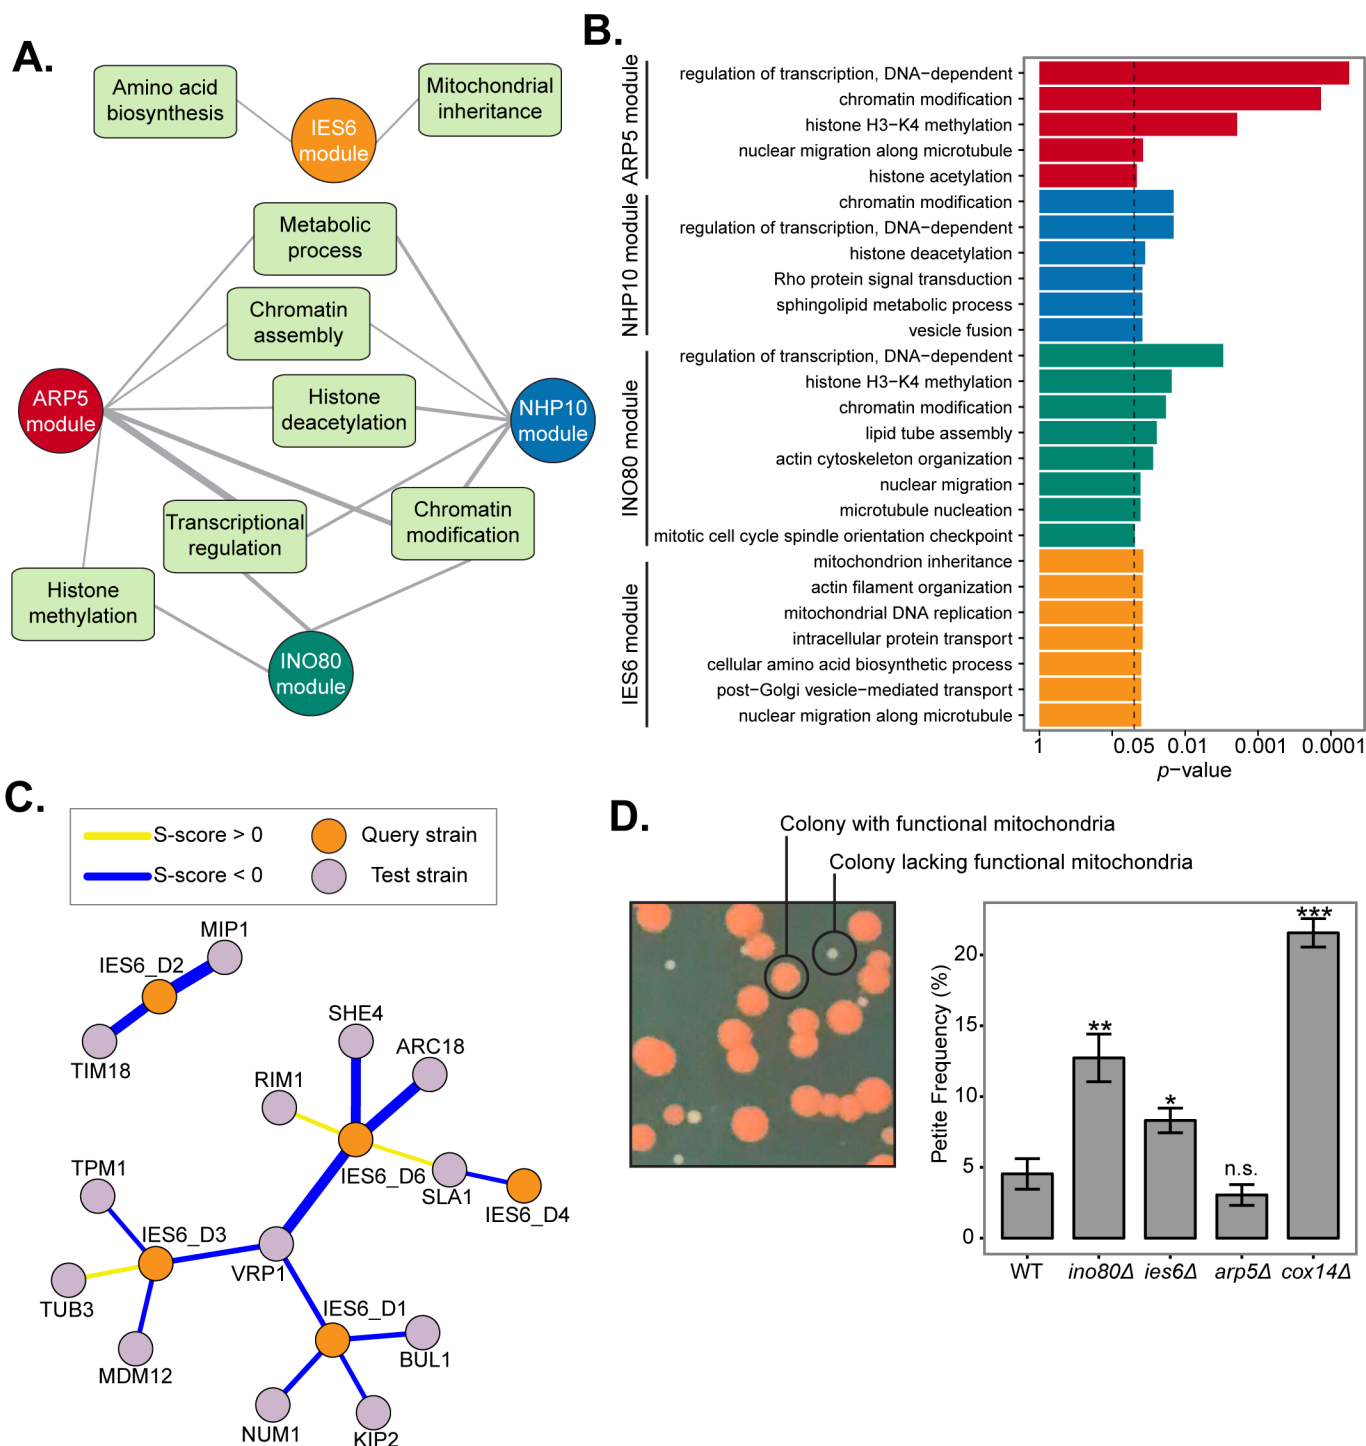 A.
Amino acid
biosynthesis
IES6
module
Mitochondrial
inheritance
Metabolic
process
Chromatin
assembly
ARP5
module
Histone
deacetylation
NHP10
module
Transcriptional
regulation
Chromatin
modification
Histone
methylation
INO80
module
B.
ARP5 module
regulation of transcription, DNA−dependent
chromatin modification
histone H3−K4 methylation
nuclear migration along microtubule
histone acetylation
NHP10 module
chromatin modification
regulation of transcription, DNA−dependent
histone deacetylation
Rho protein signal transduction
sphingolipid metabolic process
vesicle fusion
INO80 module
regulation of transcription, DNA−dependent
histone H3−K4 methylation
chromatin modification
lipid tube assembly
actin cytoskeleton organization
nuclear migration
microtubule nucleation
mitotic cell cycle spindle orientation checkpoint
IES6 module
mitochondrion inheritance
actin filament organization
mitochondrial DNA replication
intracellular protein transport
cellular amino acid biosynthetic process
post−Golgi vesicle−mediated transport
nuclear migration along microtubule
1 0.05 0.01 0.001 0.0001
p−value
C.
S-score > 0 Query strain
S-score < 0 Test strain
MIP1
IES6_D2
TIM18
SHE4
ARC18
RIM1
IES6_D6
SLA1
IES6_D4
TPM1
IES6_D3
VRP1
TUB3
MDM12
IES6_D1
BUL1
NUM1
KIP2
D.
Colony with functional mitochondria
Colony lacking functional mitochondria
Petite Frequency (%)
20
15
10
5
0
**
*
n.s.
***
WT ino80Δ ies6Δ arp5Δ cox14Δ